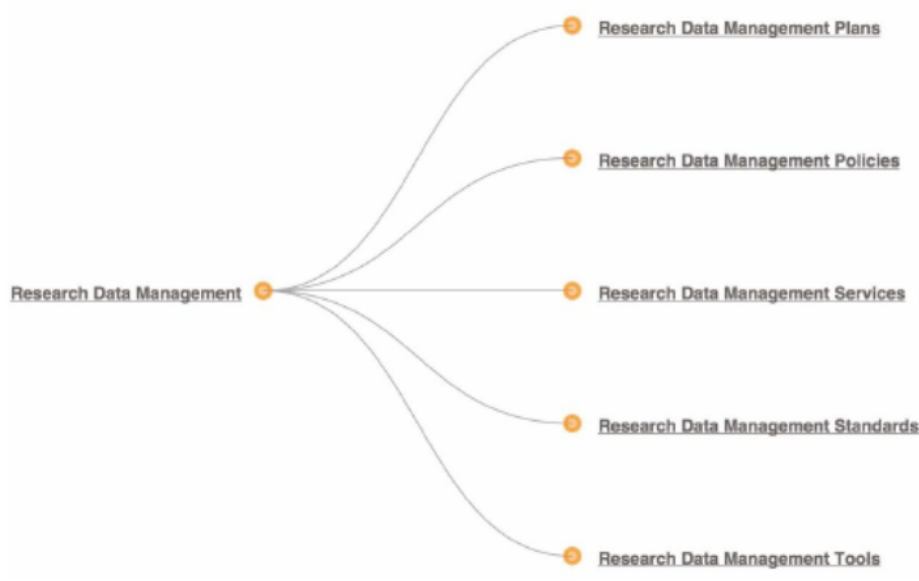 Research Data Management Plans
Research Data Management Policies
Research Data Management
Research Data Management Services
Research Data Management Standards
Research Data Management Tools